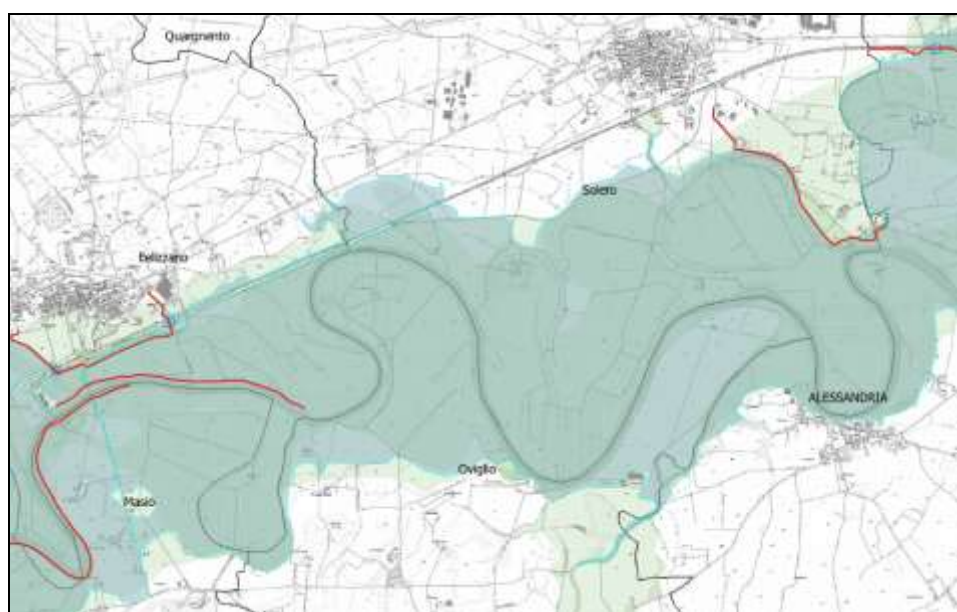 Quargnento
Solero
Felizzano
ALESSANDRIA
Oviglio
Masio